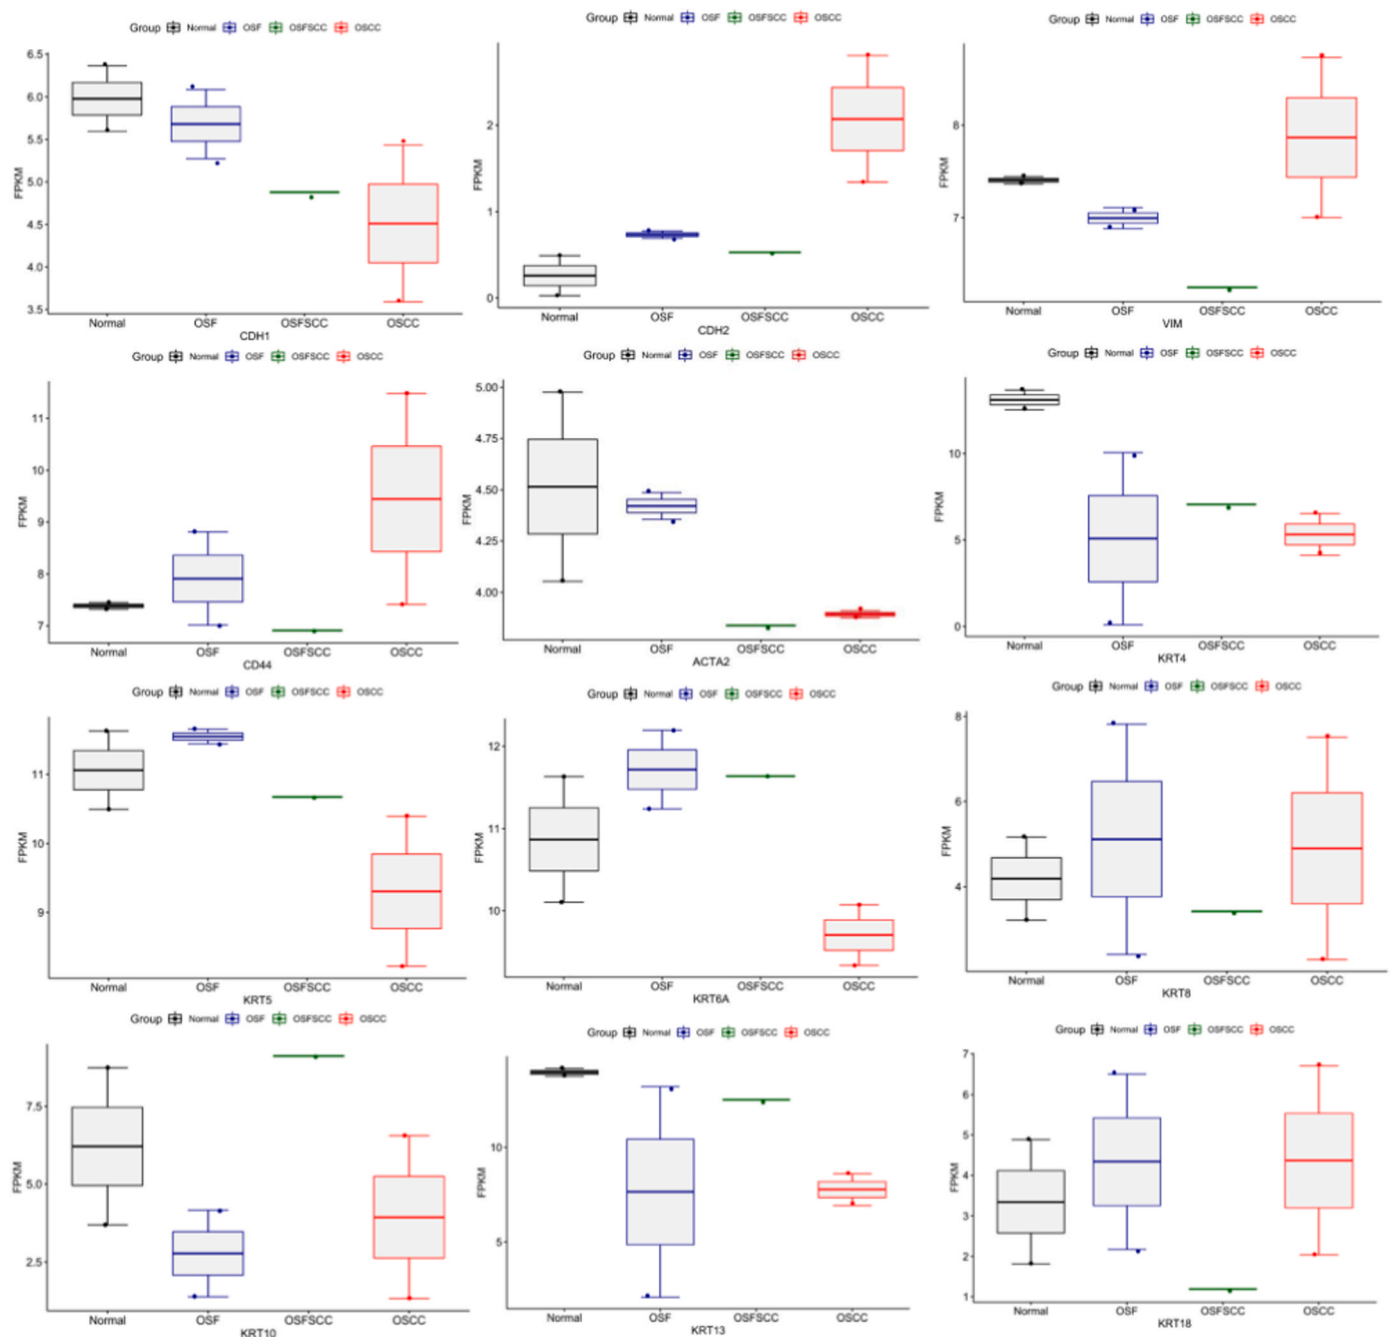 Group Normal OSF OSFSCC OSCC
6.5
6.0
5.5
5.0
4.5
4.0
3.5
FPKM
Normal OSF OSFSCC OSCC
CDH1
Group Normal OSF OSFSCC OSCC
2
1
0
FPKM
Normal OSF OSFSCC OSCC
CDH2
Group Normal OSF OSFSCC OSCC
8
7
FPKM
Normal OSF OSFSCC OSCC
VIM
Group Normal OSF OSFSCC OSCC
11
10
9
8
7
FPKM
Normal OSF OSFSCC OSCC
CD44
Group Normal OSF OSFSCC OSCC
5.00
4.75
4.50
4.25
4.00
FPKM
Normal OSF OSFSCC OSCC
ACTA2
Group Normal OSF OSFSCC OSCC
10
5
0
FPKM
Normal OSF OSFSCC OSCC
KRT4
Group Normal OSF OSFSCC OSCC
11
10
9
FPKM
Normal OSF OSFSCC OSCC
KRT5
Group Normal OSF OSFSCC OSCC
12
11
10
FPKM
Normal OSF OSFSCC OSCC
KRT6A
Group Normal OSF OSFSCC OSCC
8
6
4
FPKM
Normal OSF OSFSCC OSCC
KRT8
Group Normal OSF OSFSCC OSCC
7.5
5.0
2.5
FPKM
Normal OSF OSFSCC OSCC
KRT10
Group Normal OSF OSFSCC OSCC
10
5
FPKM
Normal OSF OSFSCC OSCC
KRT13
Group Normal OSF OSFSCC OSCC
7
6
5
4
3
2
1
FPKM
Normal OSF OSFSCC OSCC
KRT18